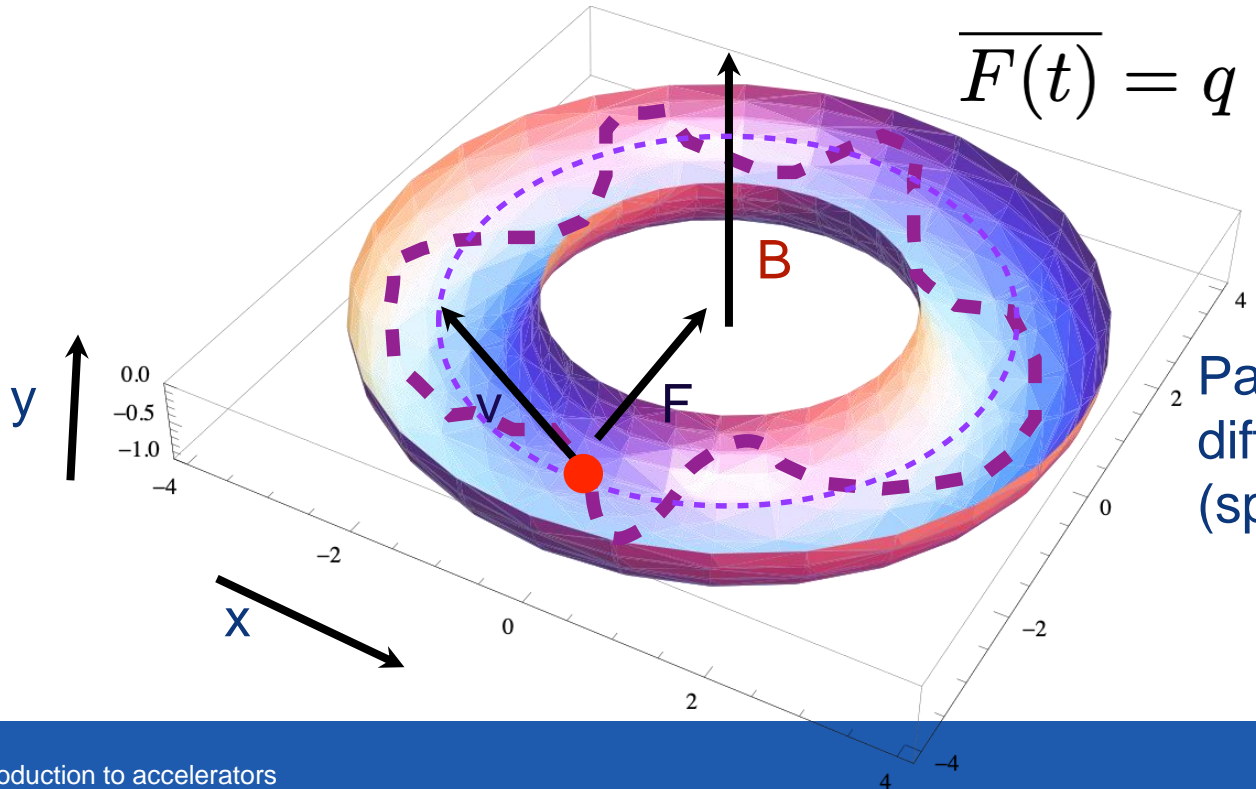 F(t) = q
B
F
v
y
x
0.0
−0.5
−1.0
−4
−2
0
2
4
4
2
0
−2
−4
Pa
diff
(sp
oduction to accelerators